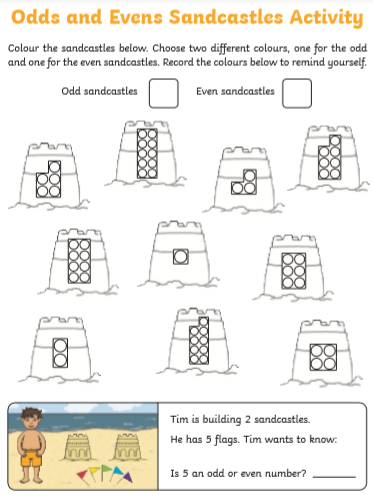 Odds and Evens Sandcastles Activity
Colour the sandcastles below. Choose two different colours, one for the odd
and one for the even sandcastles. Record the colours below to remind yourself.
Odd sandcastles
Even sandcastles
Tim is building 2 sandcastles.
He has 5 flags. Tim wants to know:
Is 5 an odd or even number? ________